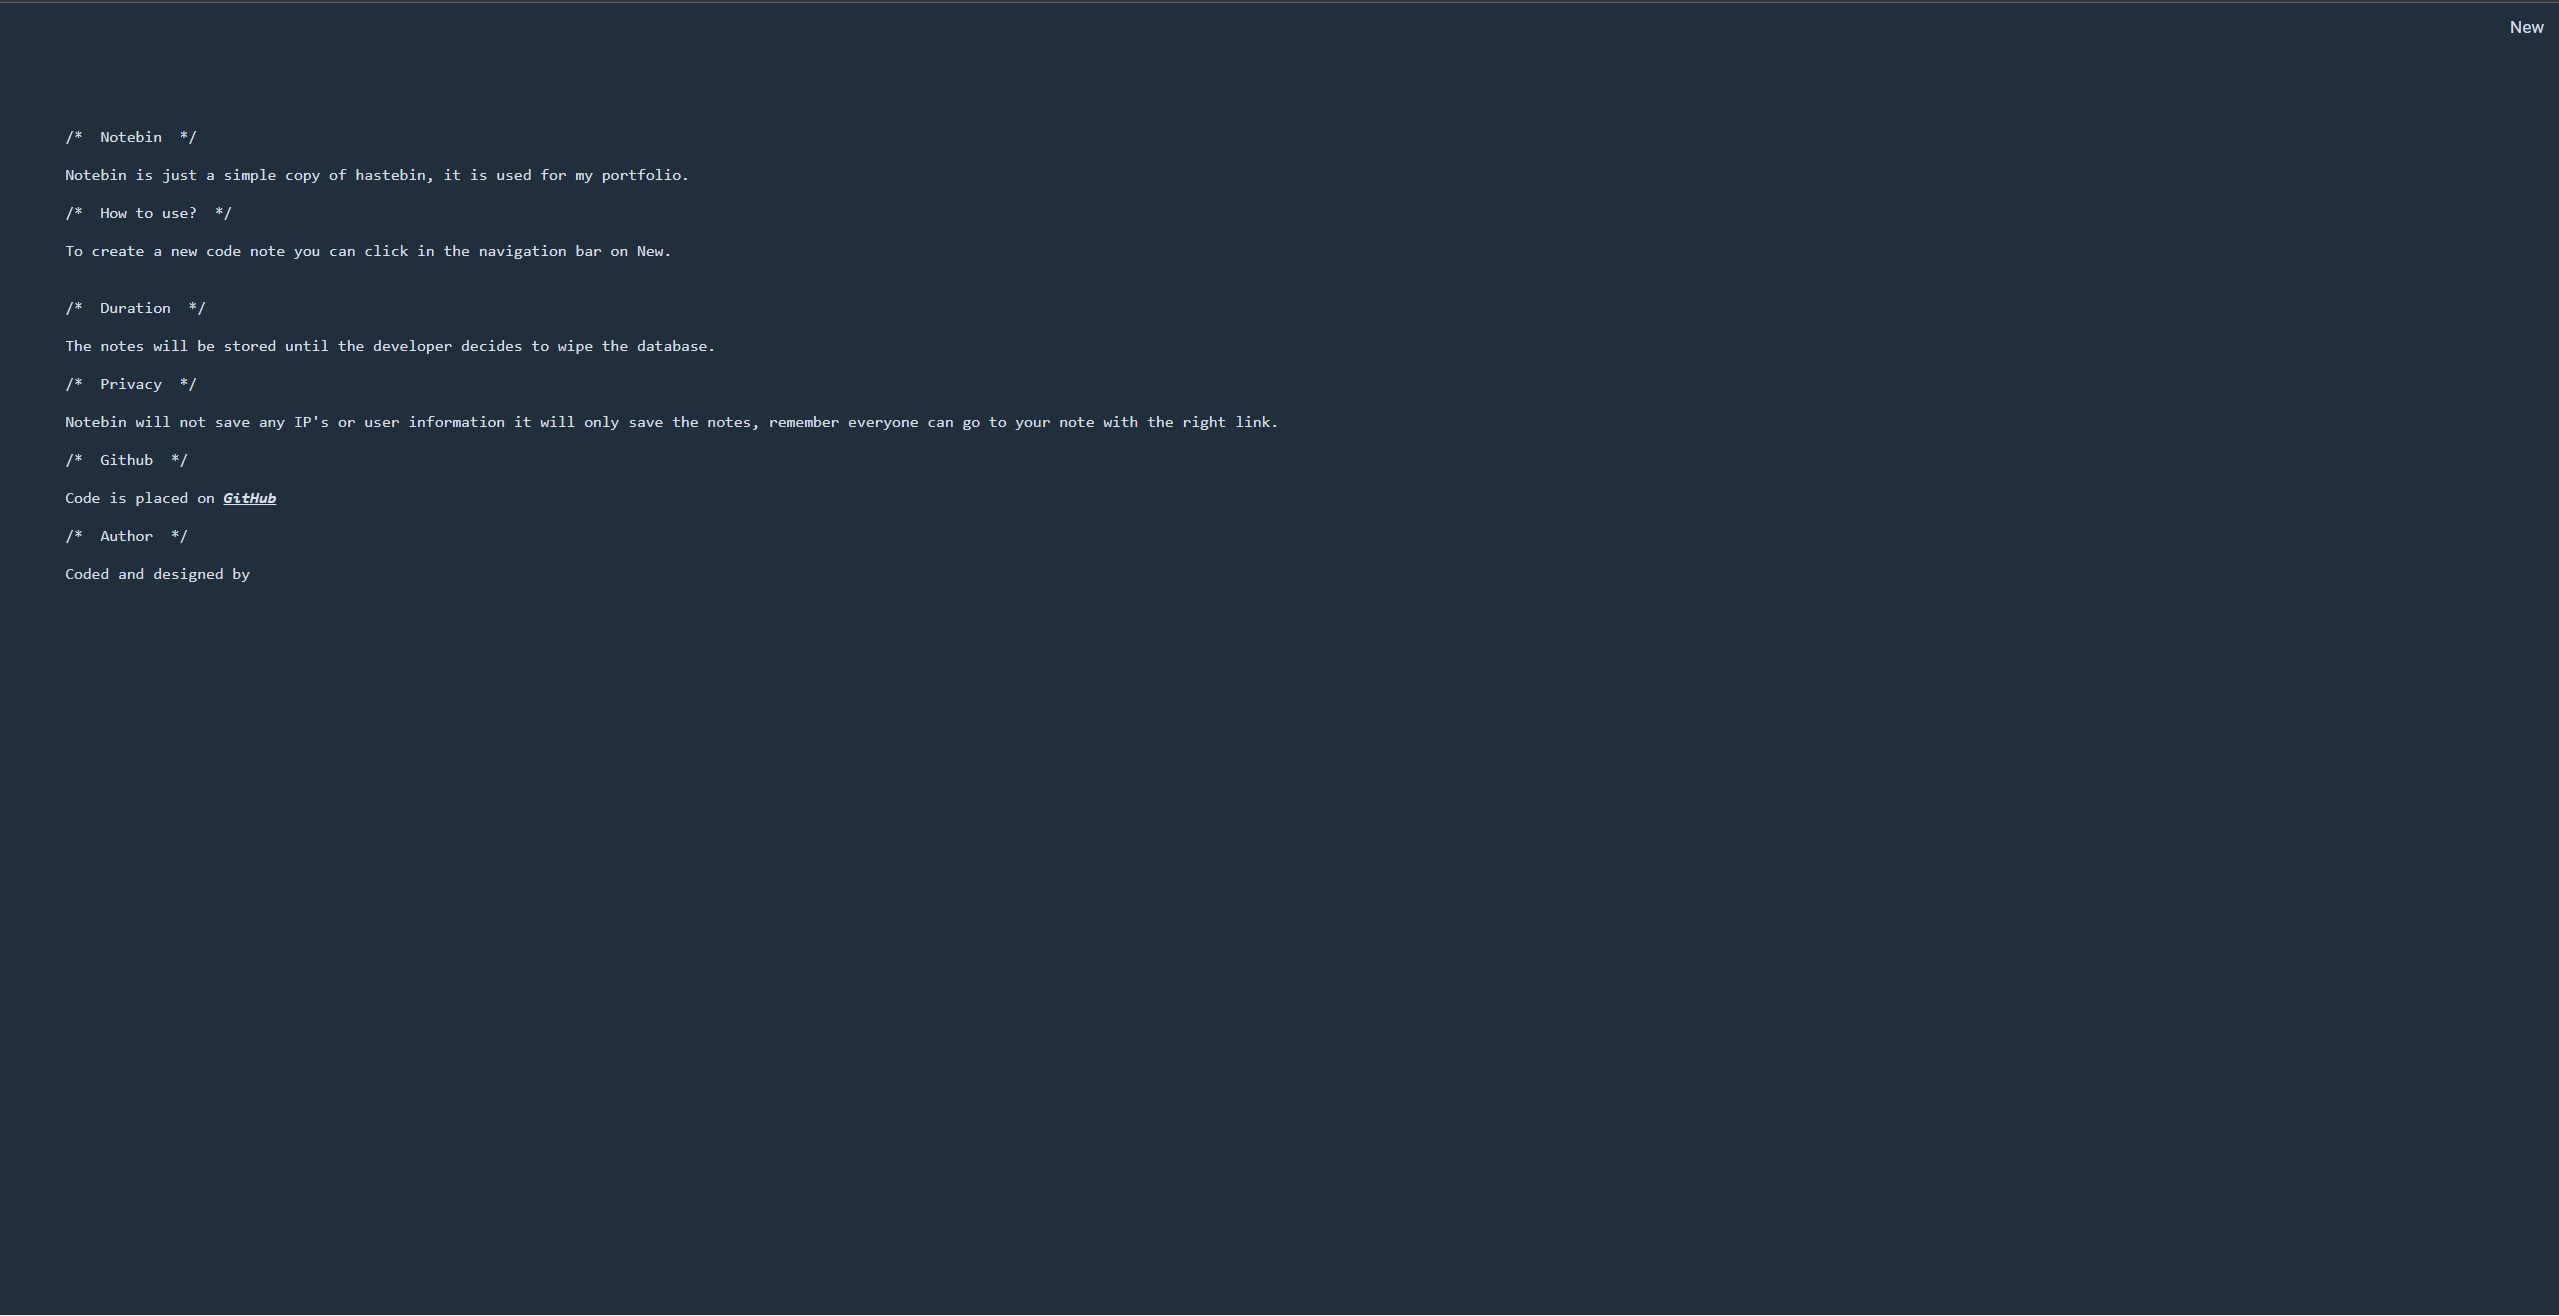 New
/*  Notebin  */
Notebin is just a simple copy of hastebin, it is used for my portfolio.
/*  How to use?  */
To create a new code note you can click in the navigation bar on New.
/*  Duration  */
The notes will be stored until the developer decides to wipe the database.
/*  Privacy  */
Notebin will not save any IP's or user information it will only save the notes, remember everyone can go to your note with the right link.
/*  Github  */
Code is placed on GitHub
/*  Author  */
Coded and designed by